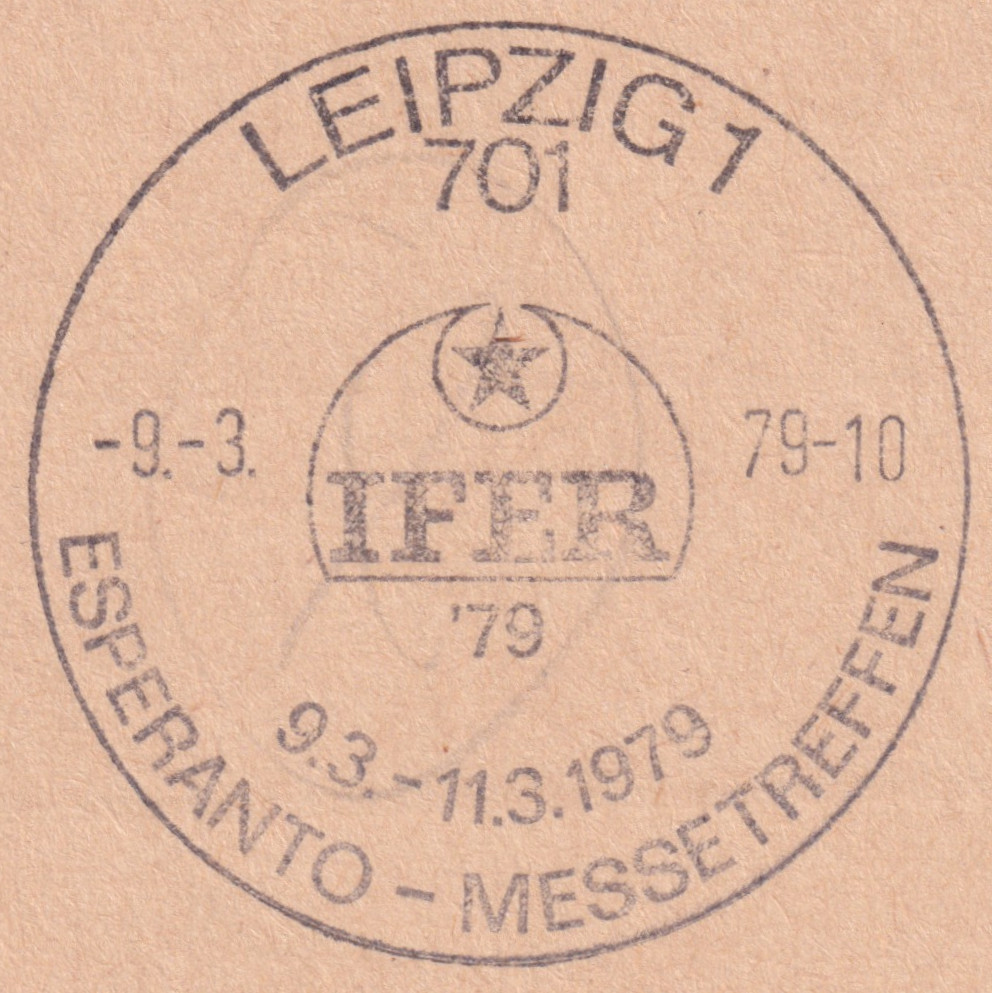 LEIPZIG 1
701
-9.-3. 79-10
IFER
'79
9.3.-11.3.1979
ESPERANTO - MESSETREFFEN